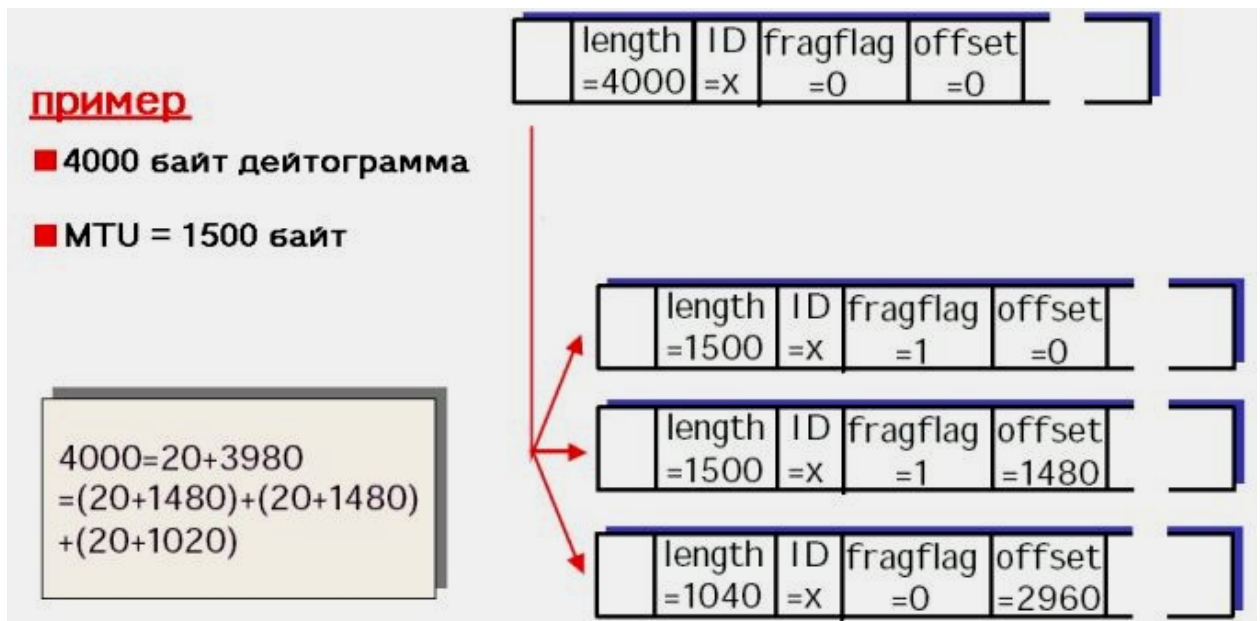 length ID fragflag offset
=4000 =x =0 =0
пример
4000 байт дейтограмма
MTU = 1500 байт
length ID fragflag offset
=1500 =x =1 =0
length ID fragflag offset
=1500 =x =1 =1480
length ID fragflag offset
=1040 =x =0 =2960
4000=20+3980
=(20+1480)+(20+1480)
+(20+1020)